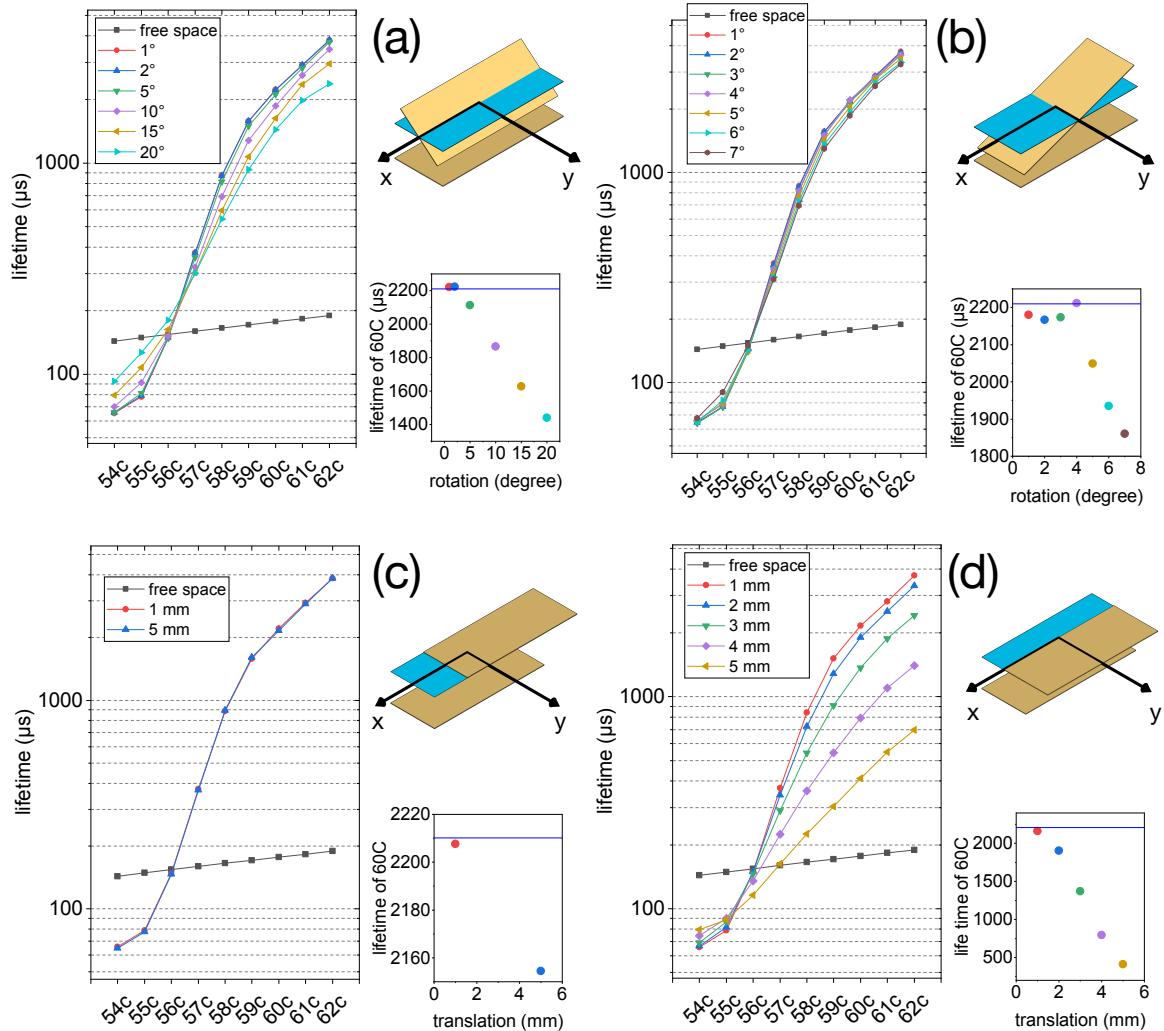 (a)
free space
1°
2°
5°
10°
15°
20°
lifetime (µs)
1000
100
54c 55c 56c 57c 58c 59c 60c 61c 62c
x
y
lifetime of 60C (µs)
2200
2000
1800
1600
1400
5 10 15 20
rotation (degree)
(b)
free space
1°
2°
3°
4°
5°
6°
7°
lifetime (µs)
1000
100
54c 55c 56c 57c 58c 59c 60c 61c 62c
x
y
lifetime of 60C (µs)
2200
2100
2000
1900
1800
0 2 4 6 8
rotation (degree)
(c)
free space
1 mm
5 mm
lifetime (µs)
1000
100
54c 55c 56c 57c 58c 59c 60c 61c 62c
x
y
lifetime of 60C
2220
2200
2180
2160
0 2 4 6
translation (mm)
(d)
free space
1 mm
2 mm
3 mm
4 mm
5 mm
lifetime (µs)
1000
100
54c 55c 56c 57c 58c 59c 60c 61c 62c
x
y
life time of 60C
2000
1750
1250
1000
750
500
0 2 4 6
translation (mm)